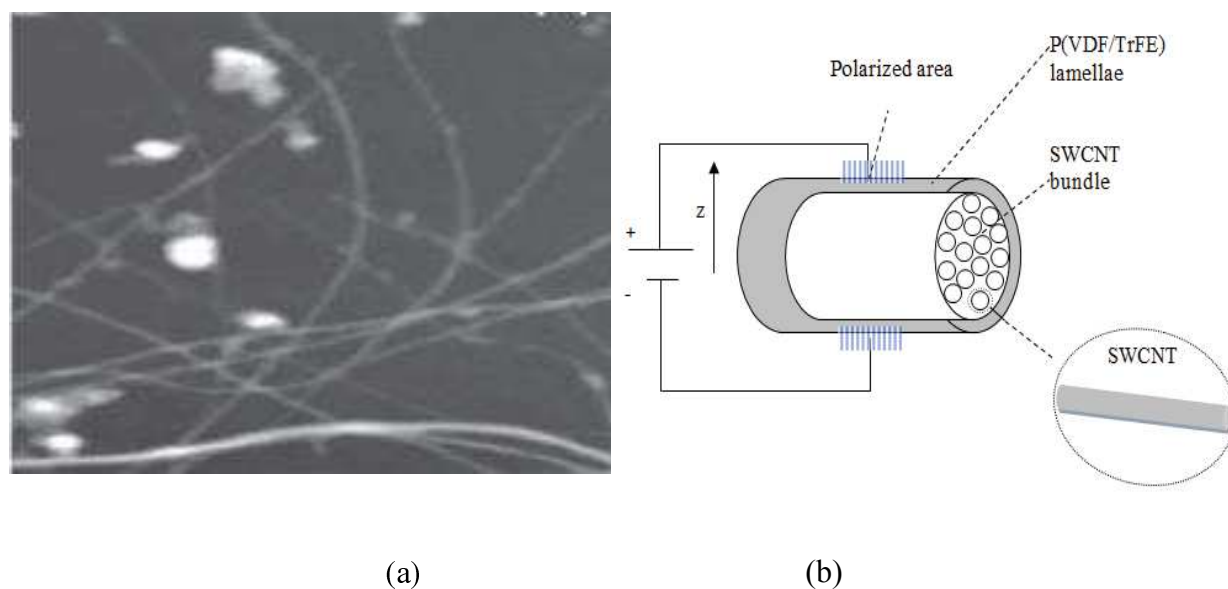 P(VDF/TrFE)
lamellae
Polarized area
SWCNT
bundle
z
+
-
SWCNT
(a)
(b)